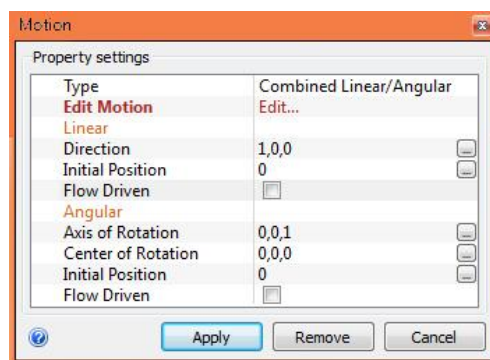 Motion
Property settings
Type Combined Linear/Angular
Edit Motion Edit...
Linear
Direction 1,0,0 ...
Initial Position 0 ...
Flow Driven
Angular
Axis of Rotation 0,0,1 ...
Center of Rotation 0,0,0 ...
Initial Position 0 ...
Flow Driven
? Apply Remove Cancel